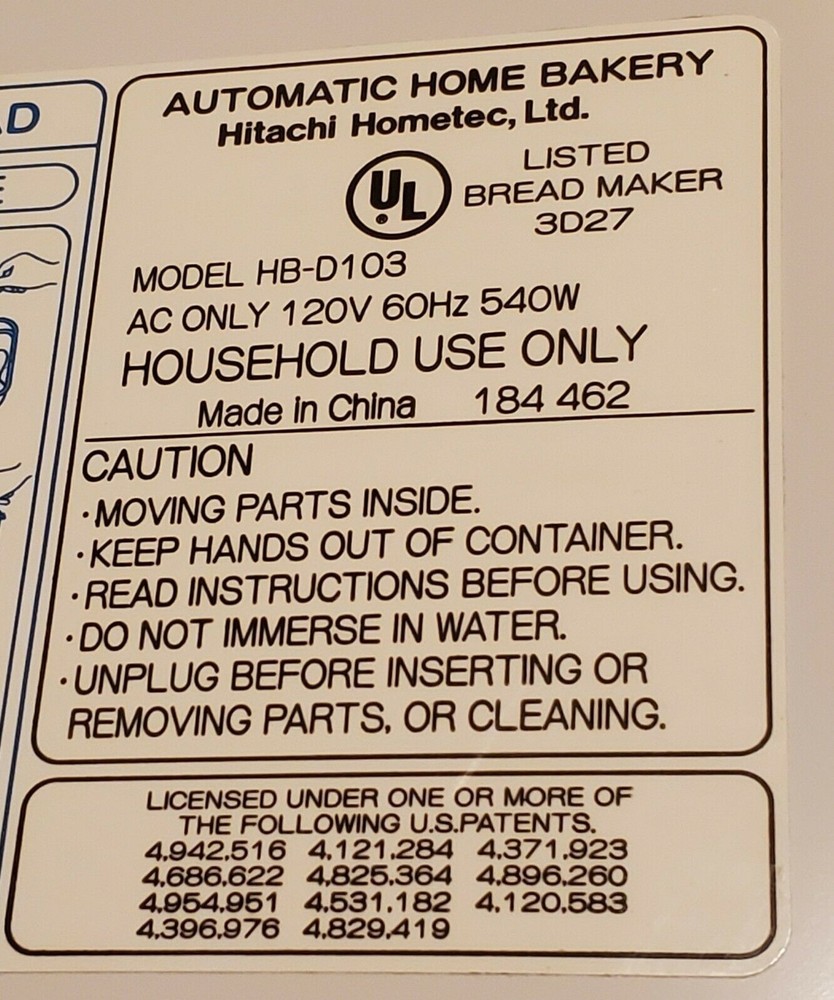 AUTOMATIC HOME BAKERY
Hitachi Hometec, Ltd.
UL
®
LISTED
BREAD MAKER
3D27
MODEL HB-D103
AC ONLY 120V 60Hz 540W
HOUSEHOLD USE ONLY
Made in China 184 462
CAUTION
·MOVING PARTS INSIDE.
·KEEP HANDS OUT OF CONTAINER.
·READ INSTRUCTIONS BEFORE USING.
·DO NOT IMMERSE IN WATER.
·UNPLUG BEFORE INSERTING OR
REMOVING PARTS, OR CLEANING.
LICENSED UNDER ONE OR MORE OF
THE FOLLOWING U.S.PATENTS.
4,942,516 4,121,284 4,371,923
4,686,622 4,825,364 4,896,260
4,954,951 4,531,182 4,120,583
4,396,976 4,829,419